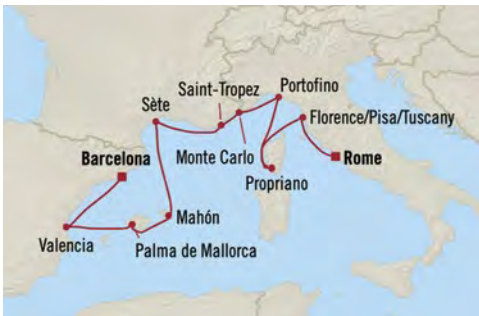 Saint-Tropez
Portofino
Sète
Florence/Pisa/Tuscany
Barcelona
Monte Carlo
Rome
Propriano
Mahón
Valencia
Palma de Mallorca